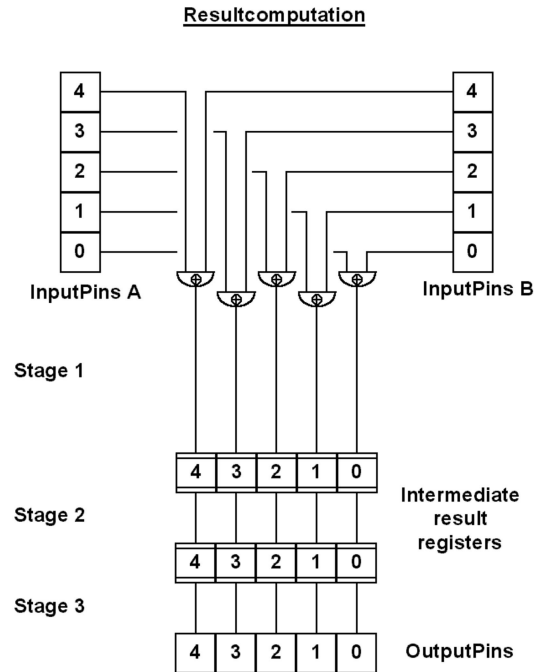 Resultcomputation
4 4
3 3
2 2
1 1
0 0
InputPins A InputPins B
Stage 1
4 3 2 1 0
Intermediate
result
registers
Stage 2
4 3 2 1 0
Stage 3
4 3 2 1 0 OutputPins